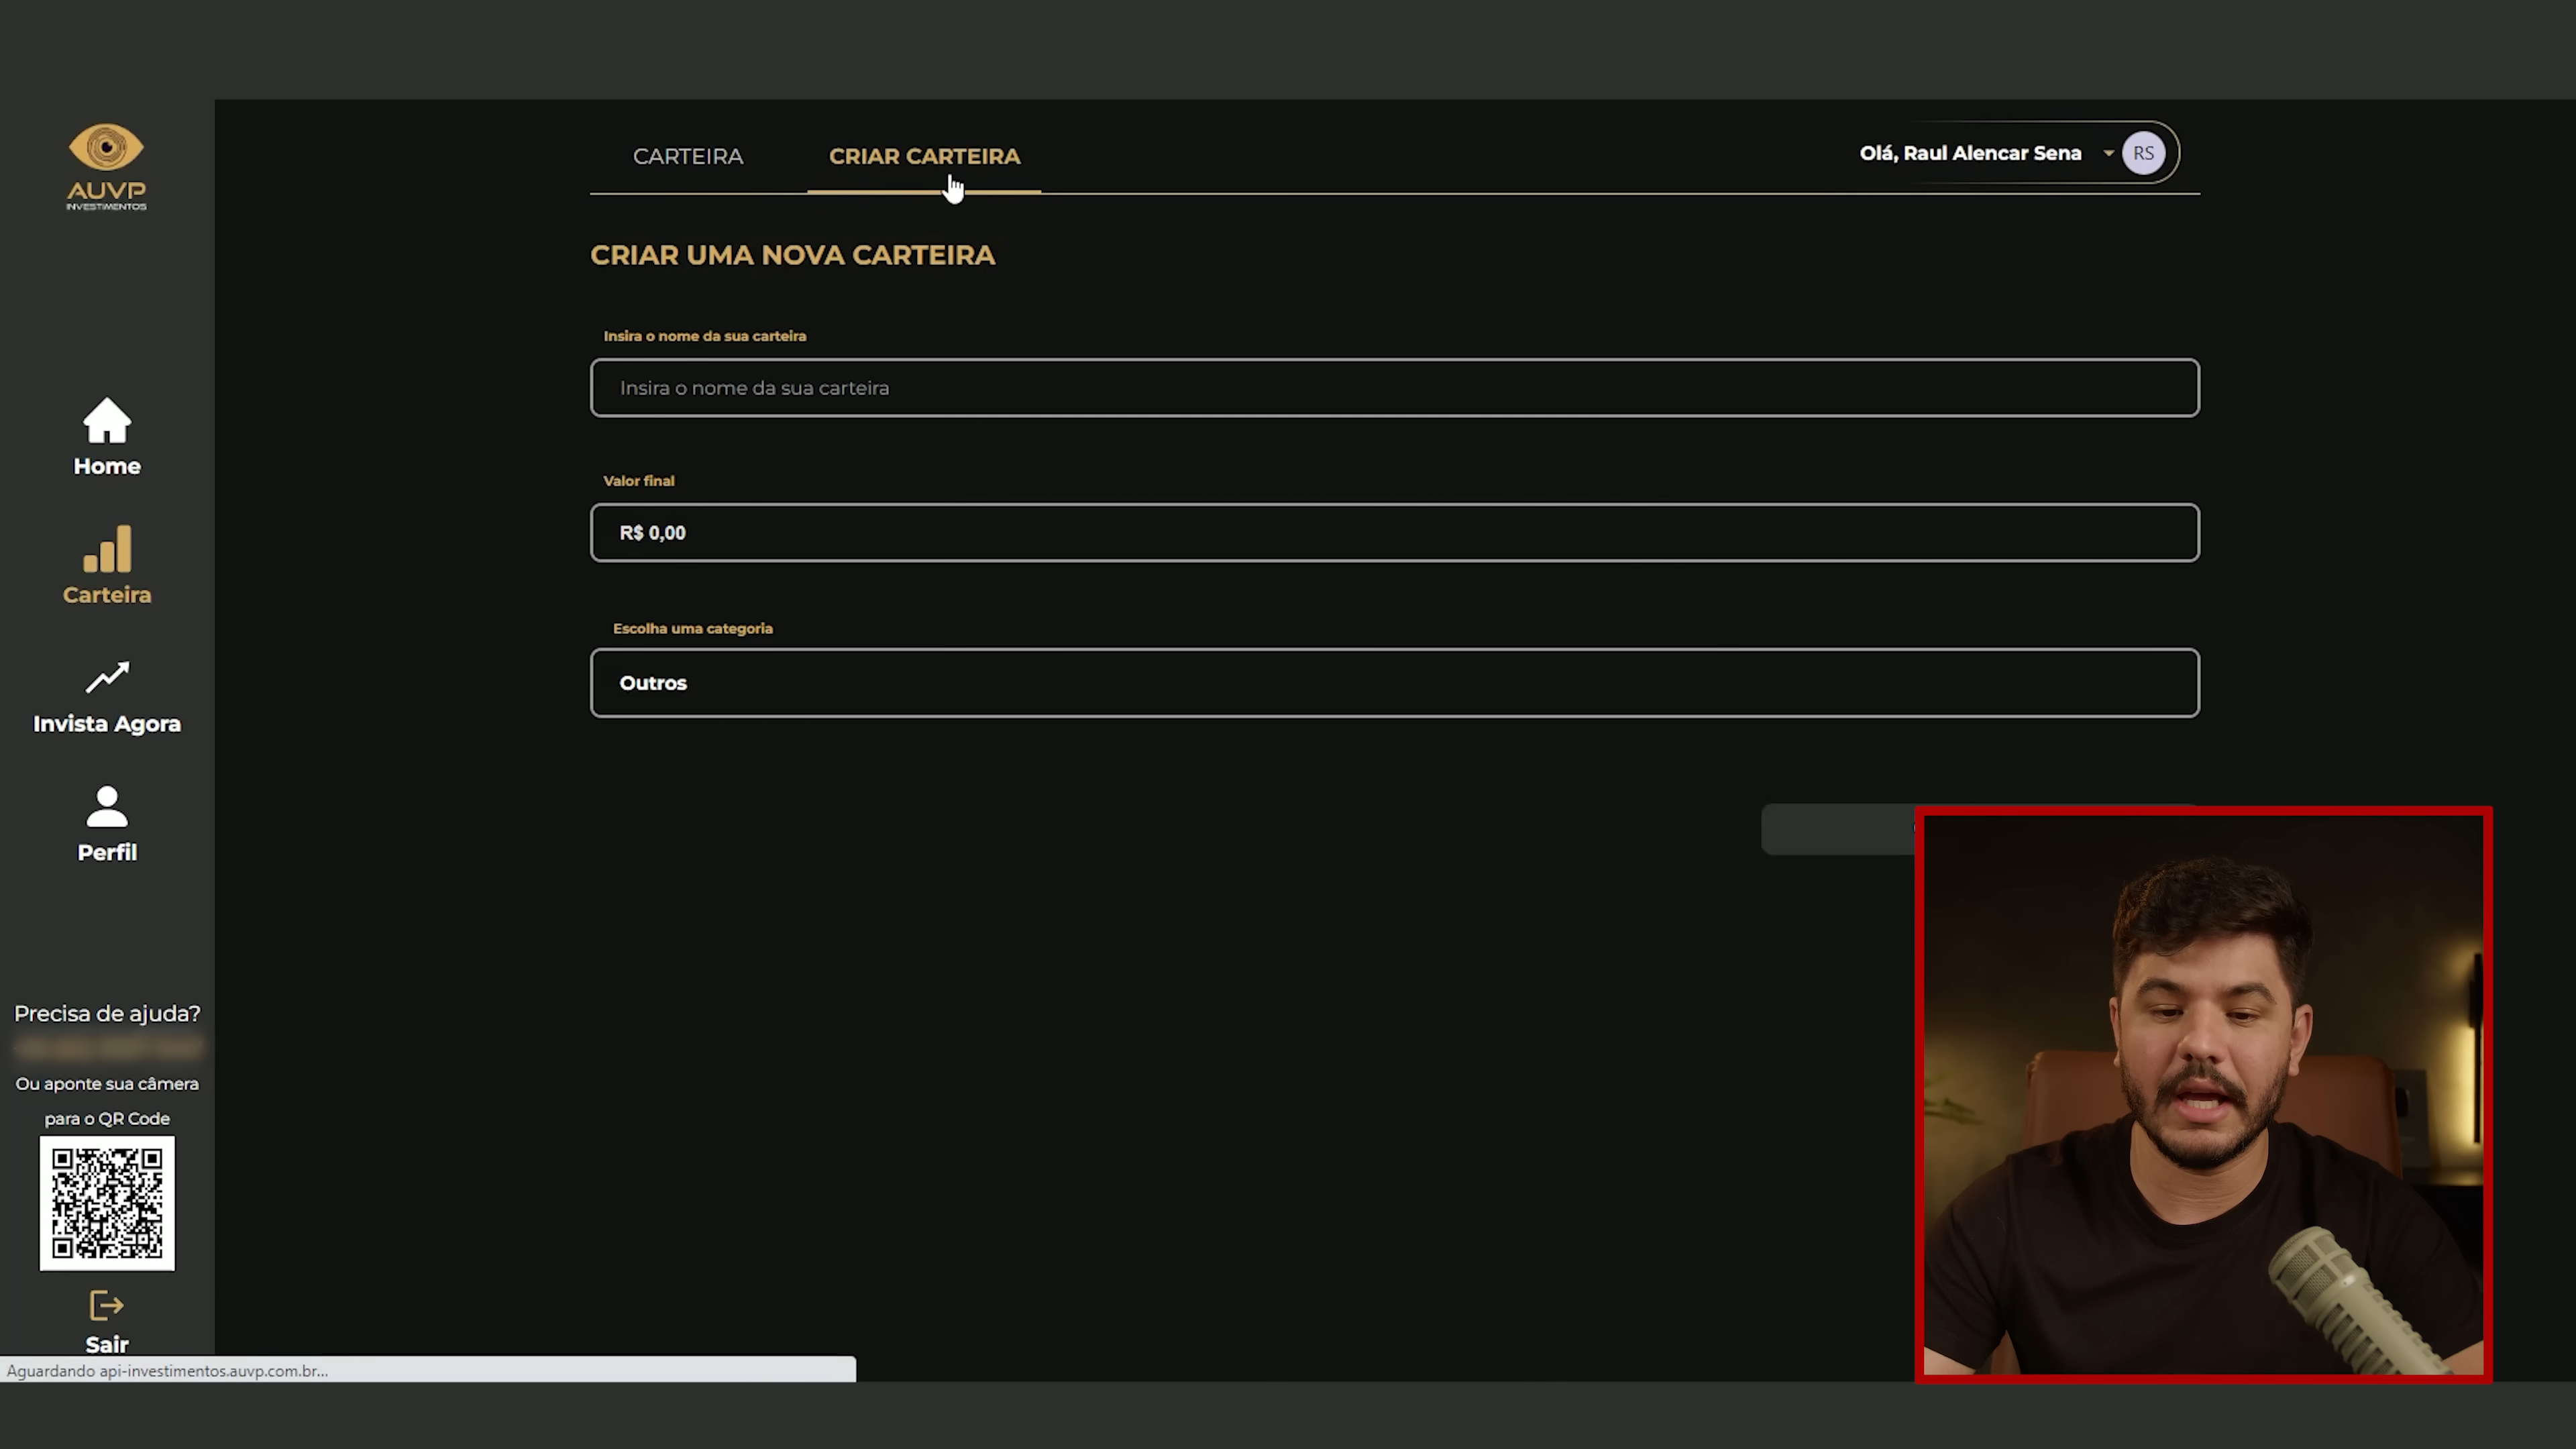 AUVP
INVESTIMENTOS
Home
Carteira
Invista Agora
Perfil
Precisa de ajuda?
Ou aponte sua câmera
para o QR Code
Sair
CARTEIRA
CRIAR CARTEIRA
Olá, Raul Alencar Sena
RS
CRIAR UMA NOVA CARTEIRA
Insira o nome da sua carteira
Insira o nome da sua carteira
Valor final
R$ 0,00
Escolha uma categoria
Outros
Aguardando api-investimentos.auvp.com.br...